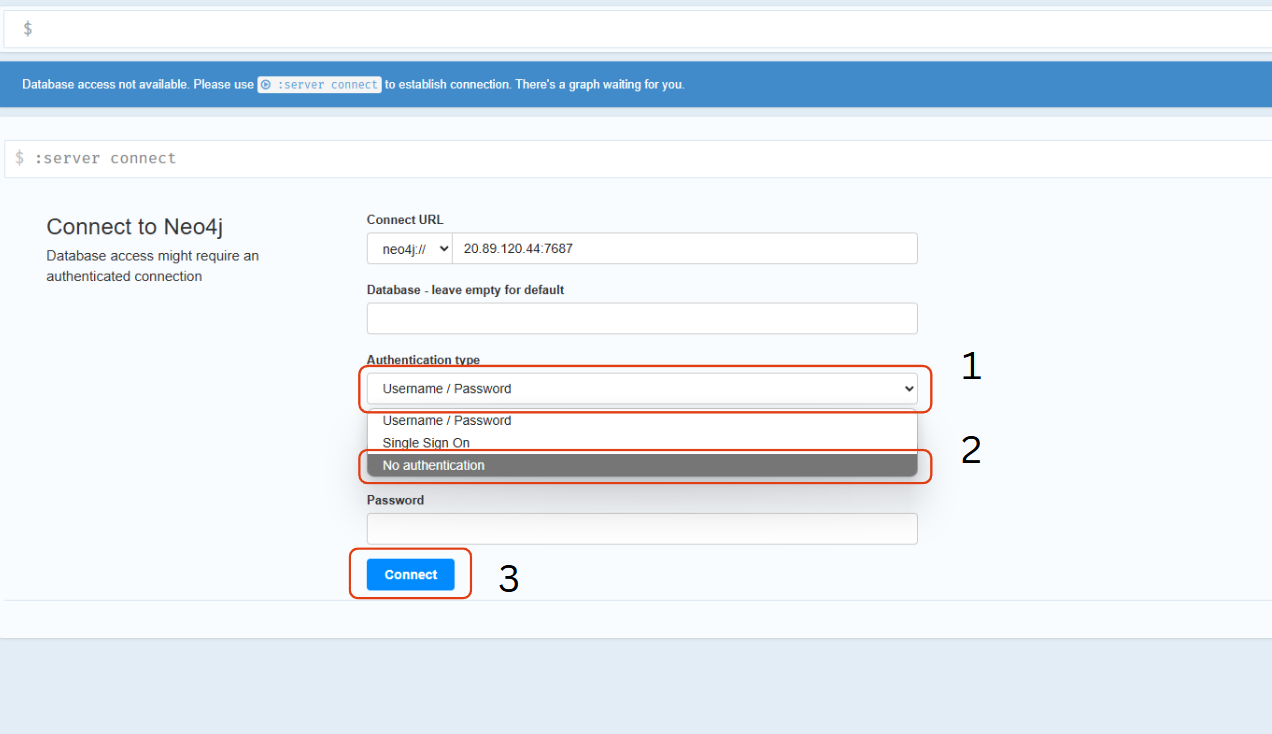 $
Database access not available. Please use :server connect to establish connection. There's a graph waiting for you.
$ :server connect
Connect to Neo4j
Database access might require an
authenticated connection
Connect URL
neo4j:// 20.89.120.44:7687
Database - leave empty for default
Authentication type
1
Username / Password
Username / Password
Single Sign On
2
No authentication
Password
Connect
3